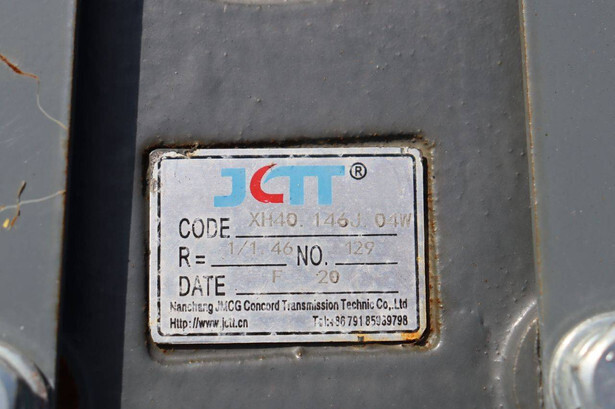 JCTT®
CODE XH40.146J.04W
R= 1/1.46 NO. 129
DATE F 20
Nanchang JMCG Concord Transmission Technic Co.,Ltd
Http://www.jctt.cn Tel:+86 791 85989798